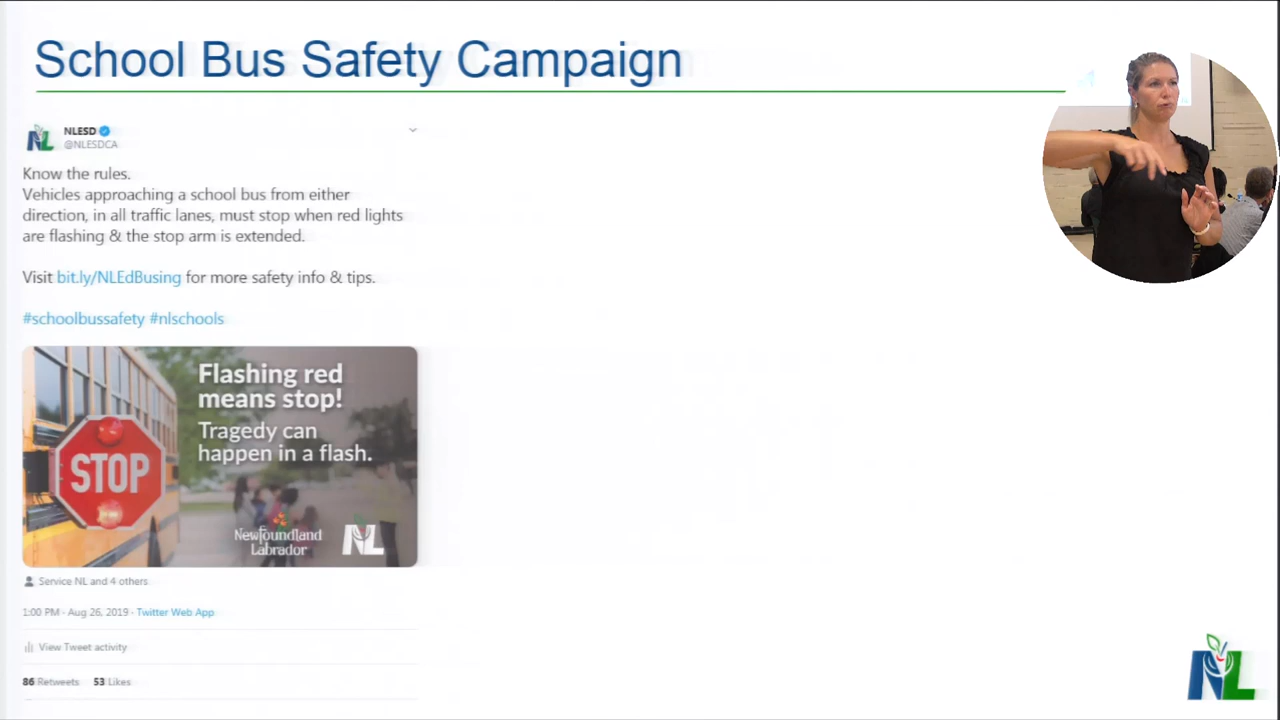 School Bus Safety Campaign
NLESD
@NLESDCA
Know the rules.
Vehicles approaching a school bus from either
direction, in all traffic lanes, must stop when red lights
are flashing & the stop arm is extended.
Visit bit.ly/NLEdBusing for more safety info & tips.
#schoolbussafety #nlschools
Flashing red
means stop!
Tragedy can
happen in a flash.
STOP
Newfoundland
Labrador
NL
Service NL and 4 others
1:00 PM · Aug 26, 2019 · Twitter Web App
View Tweet activity
86 Retweets 53 Likes
NL